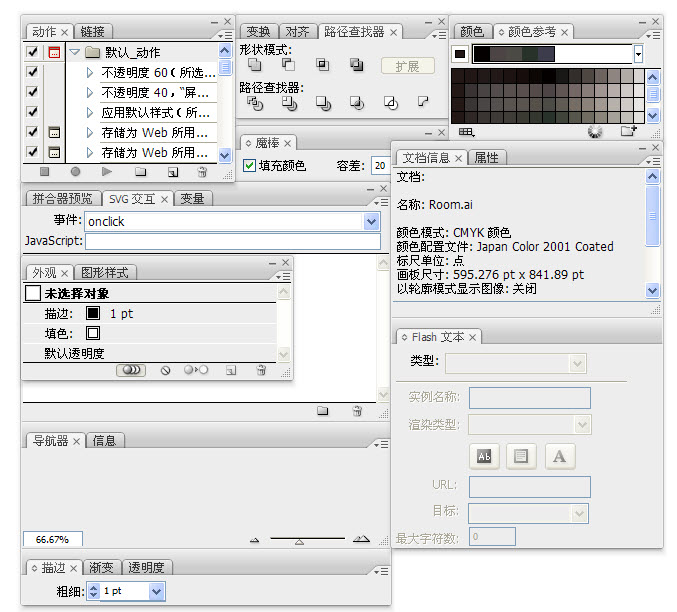 动作 链接
默认_动作
不透明度 60 ( 所选...
不透明度 40, “屏...
应用默认样式 ( 所...
存储为 Web 所用...
存储为 Web 所用...
变换 对齐 路径查找器
形状模式:
扩展
路径查找器:
魔棒
填充颜色 容差: 20
颜色 颜色参考
文档信息 属性
文档:
名称: Room.ai
颜色模式: CMYK 颜色
颜色配置文件: Japan Color 2001 Coated
标尺单位: 点
画板尺寸: 595.276 pt x 841.89 pt
以轮廓模式显示图像: 关闭
拼合器预览 SVG 交互 变量
事件: onclick
JavaScript:
外观 图形样式
未选择对象
描边: 1 pt
填色:
默认透明度
Flash 文本
类型:
实例名称:
渲染类型:
Ab A
URL:
目标:
最大字符数: 0
导航器 信息
66.67%
描边 渐变 透明度
粗细: 1 pt